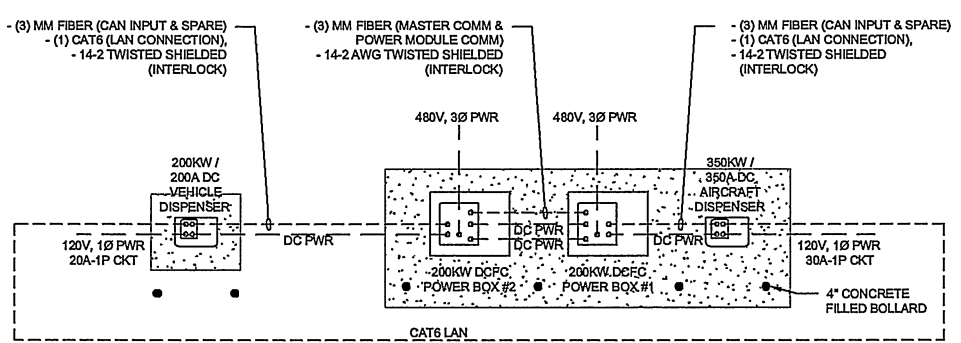 - (3) MM FIBER (CAN INPUT & SPARE)
- (1) CAT6 (LAN CONNECTION),
- 14-2 TWISTED SHIELDED
(INTERLOCK)
- (3) MM FIBER (MASTER COMM &
POWER MODULE COMM)
- 14-2 AWG TWISTED SHIELDED
(INTERLOCK)
- (3) MM FIBER (CAN INPUT & SPARE)
- (1) CAT6 (LAN CONNECTION),
- 14-2 TWISTED SHIELDED
(INTERLOCK)
480V, 3Ø PWR
480V, 3Ø PWR
200KW /
200A DC
VEHICLE
DISPENSER
350KW /
350A DC
AIRCRAFT
DISPENSER
120V, 1Ø PWR
20A-1P CKT
DC PWR
DC PWR
DC PWR
DC PWR
120V, 1Ø PWR
30A-1P CKT
200KW DCFC
POWER BOX #2
200KW DCFC
POWER BOX #1
4" CONCRETE
FILLED BOLLARD
CAT6 LAN